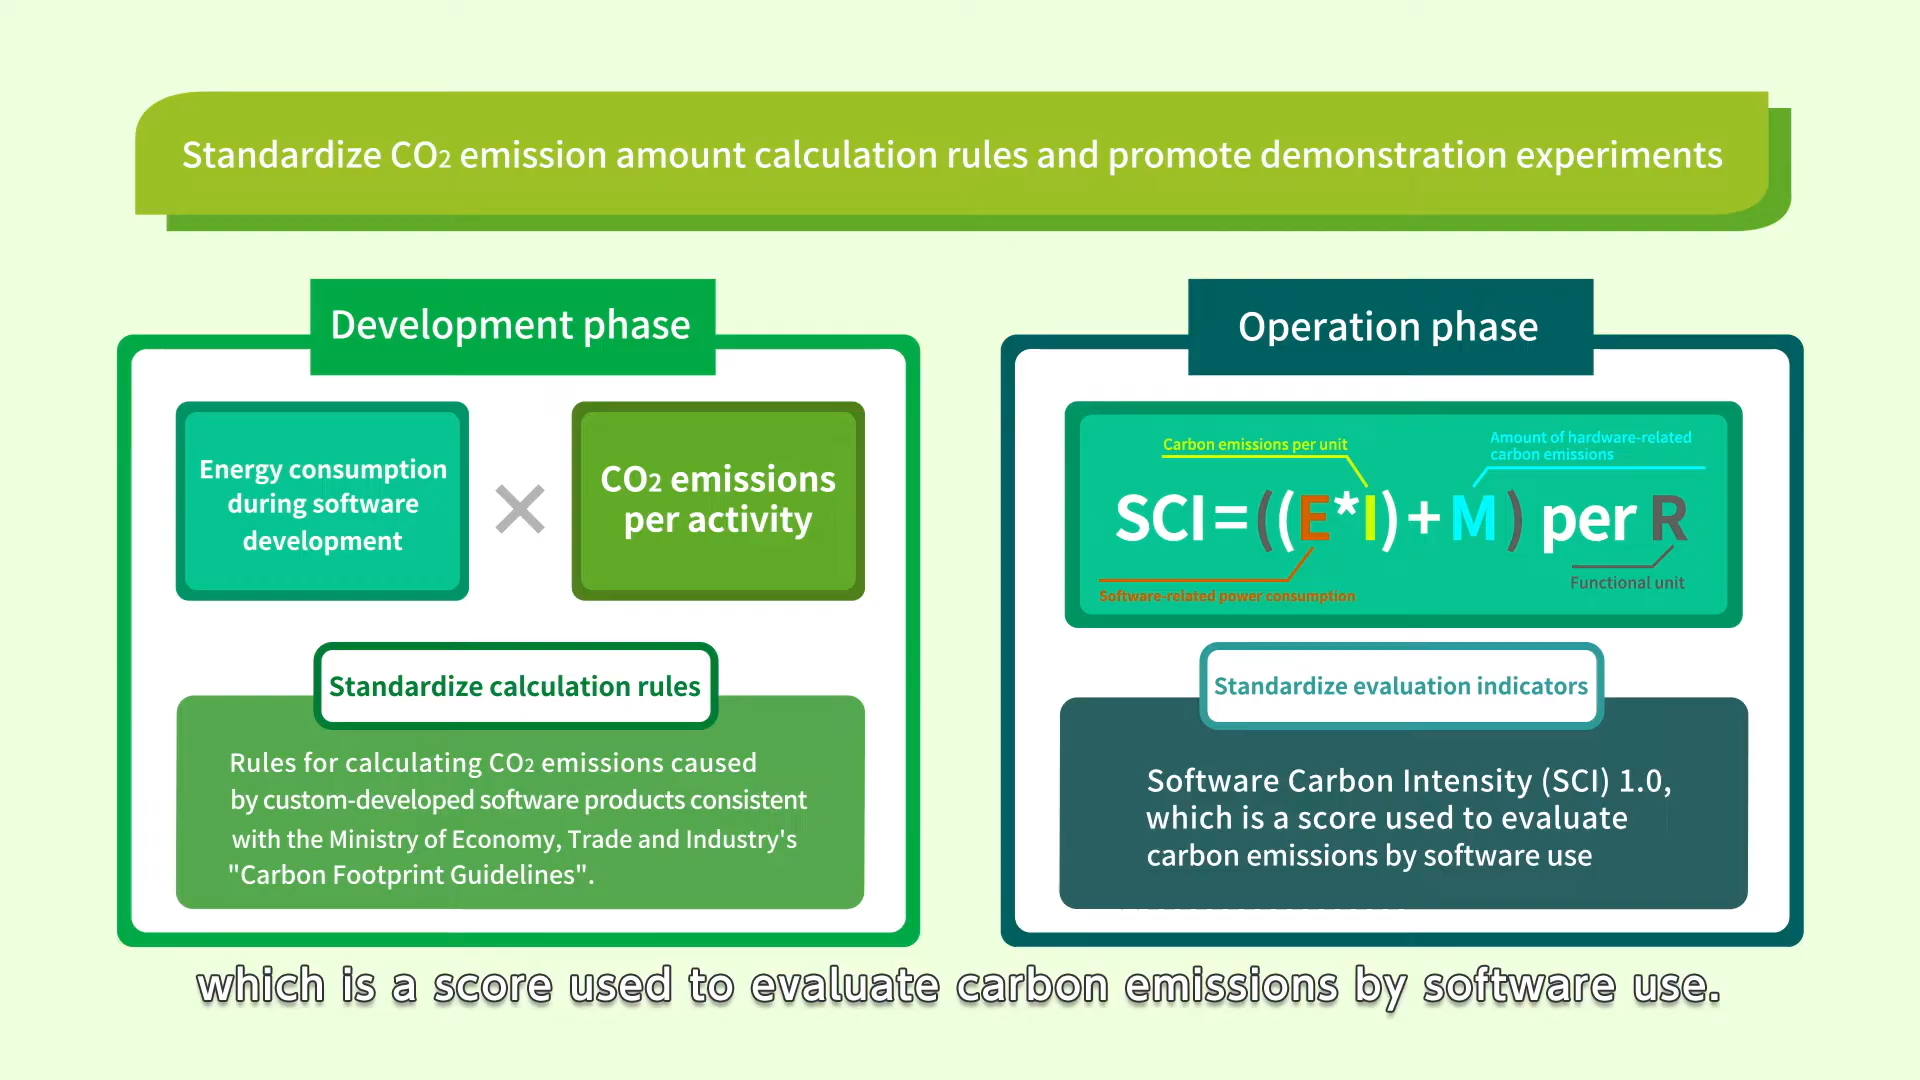 Standardize CO2 emission amount calculation rules and promote demonstration experiments
Development phase
Energy consumption
during software
development
×
CO2 emissions
per activity
Standardize calculation rules
Rules for calculating CO2 emissions caused
by custom-developed software products consistent
with the Ministry of Economy, Trade and Industry's
"Carbon Footprint Guidelines".
Operation phase
Carbon emissions per unit
Amount of hardware-related
carbon emissions
SCI=((E*I)+M) per R
Software-related power consumption
Functional unit
Standardize evaluation indicators
Software Carbon Intensity (SCI) 1.0,
which is a score used to evaluate
carbon emissions by software use
which is a score used to evaluate carbon emissions by software use.